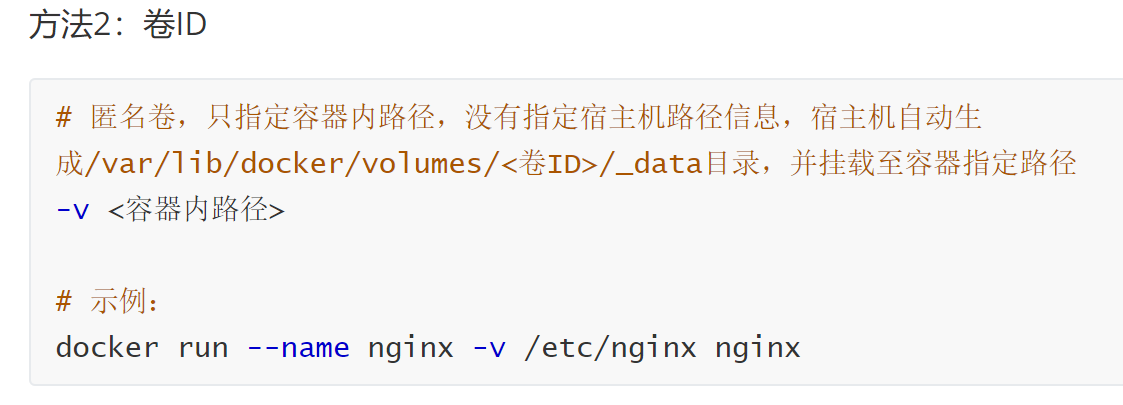 方法2：卷ID
# 匿名卷，只指定容器内路径，没有指定宿主机路径信息，宿主机自动生
成/var/lib/docker/volumes/<卷ID>/_data目录，并挂载至容器指定路径
-v <容器内路径>
# 示例：
docker run --name nginx -v /etc/nginx nginx